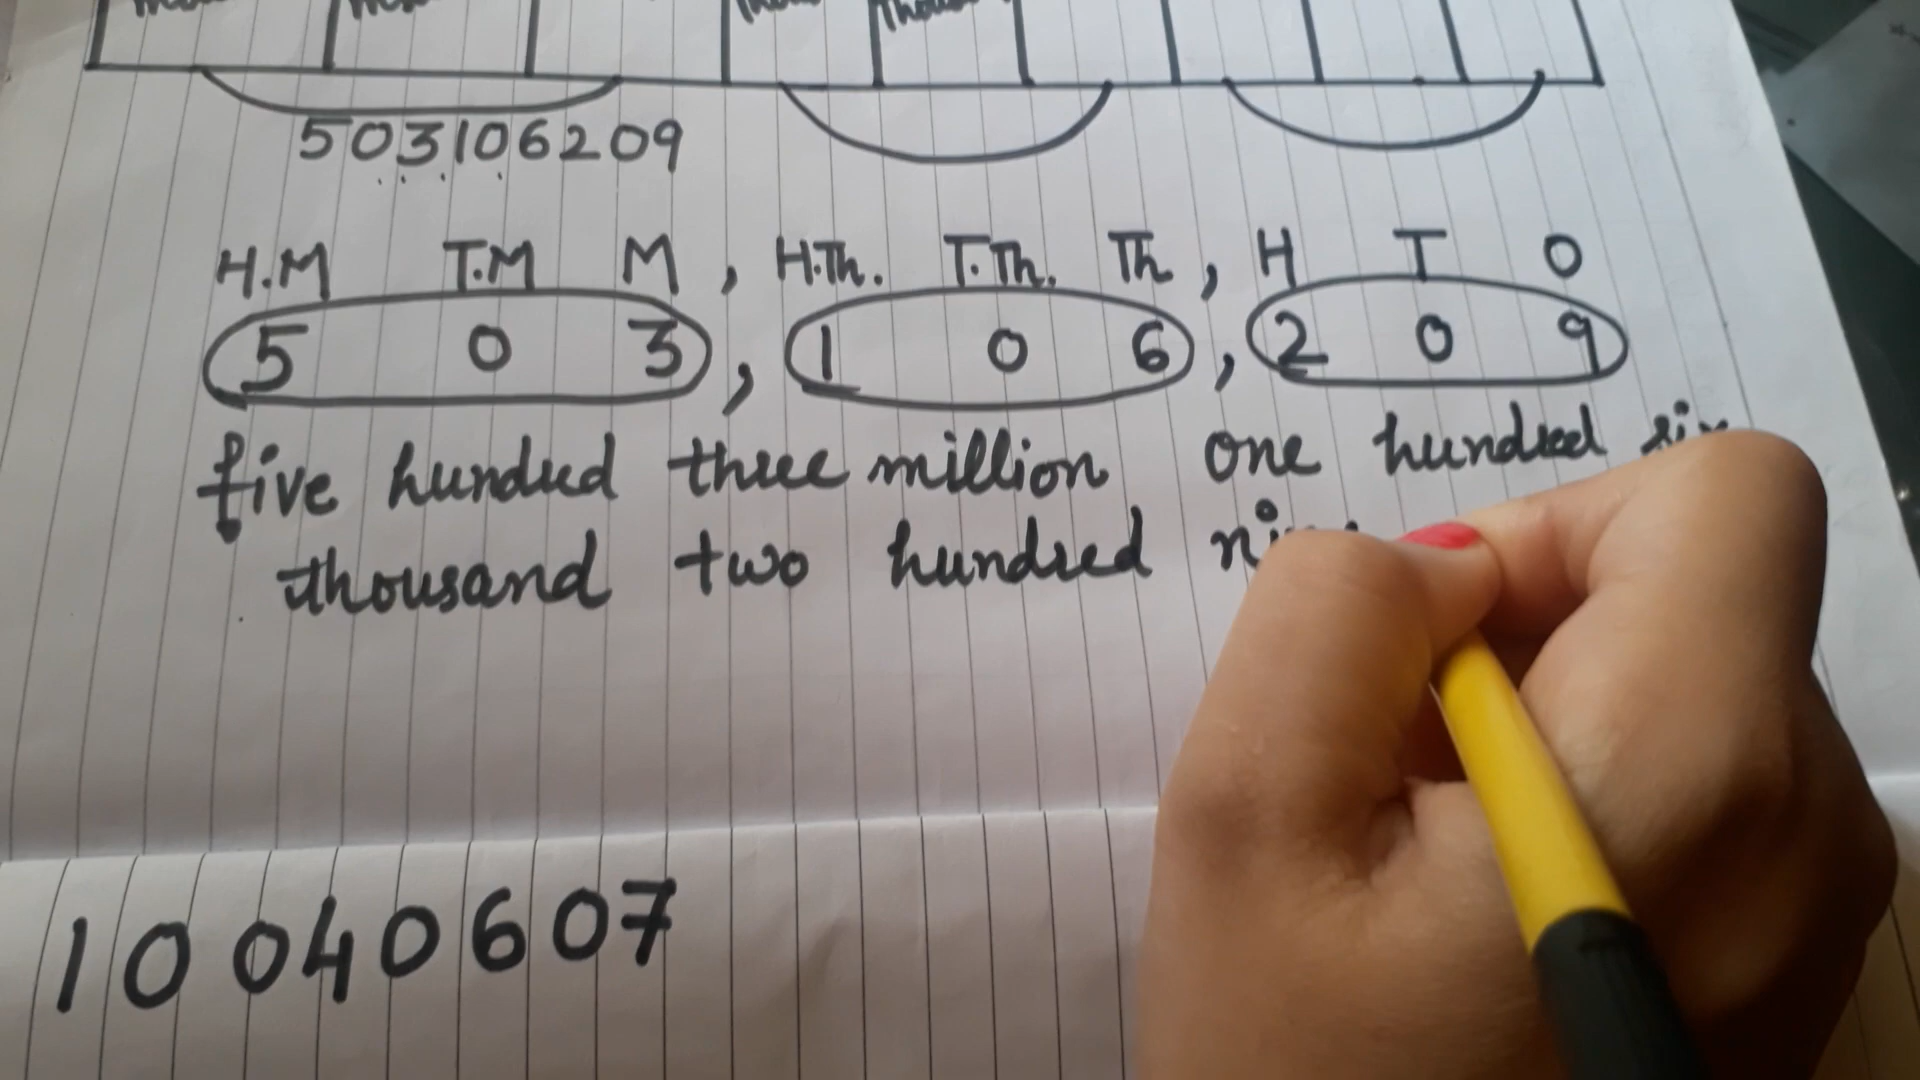 503106209
H.M T.M M , H.Th. T.Th. Th , H T O
5 0 3 , 1 0 6 , 2 0 9
five hundred three million one hundred six
thousand two hundred
10040607